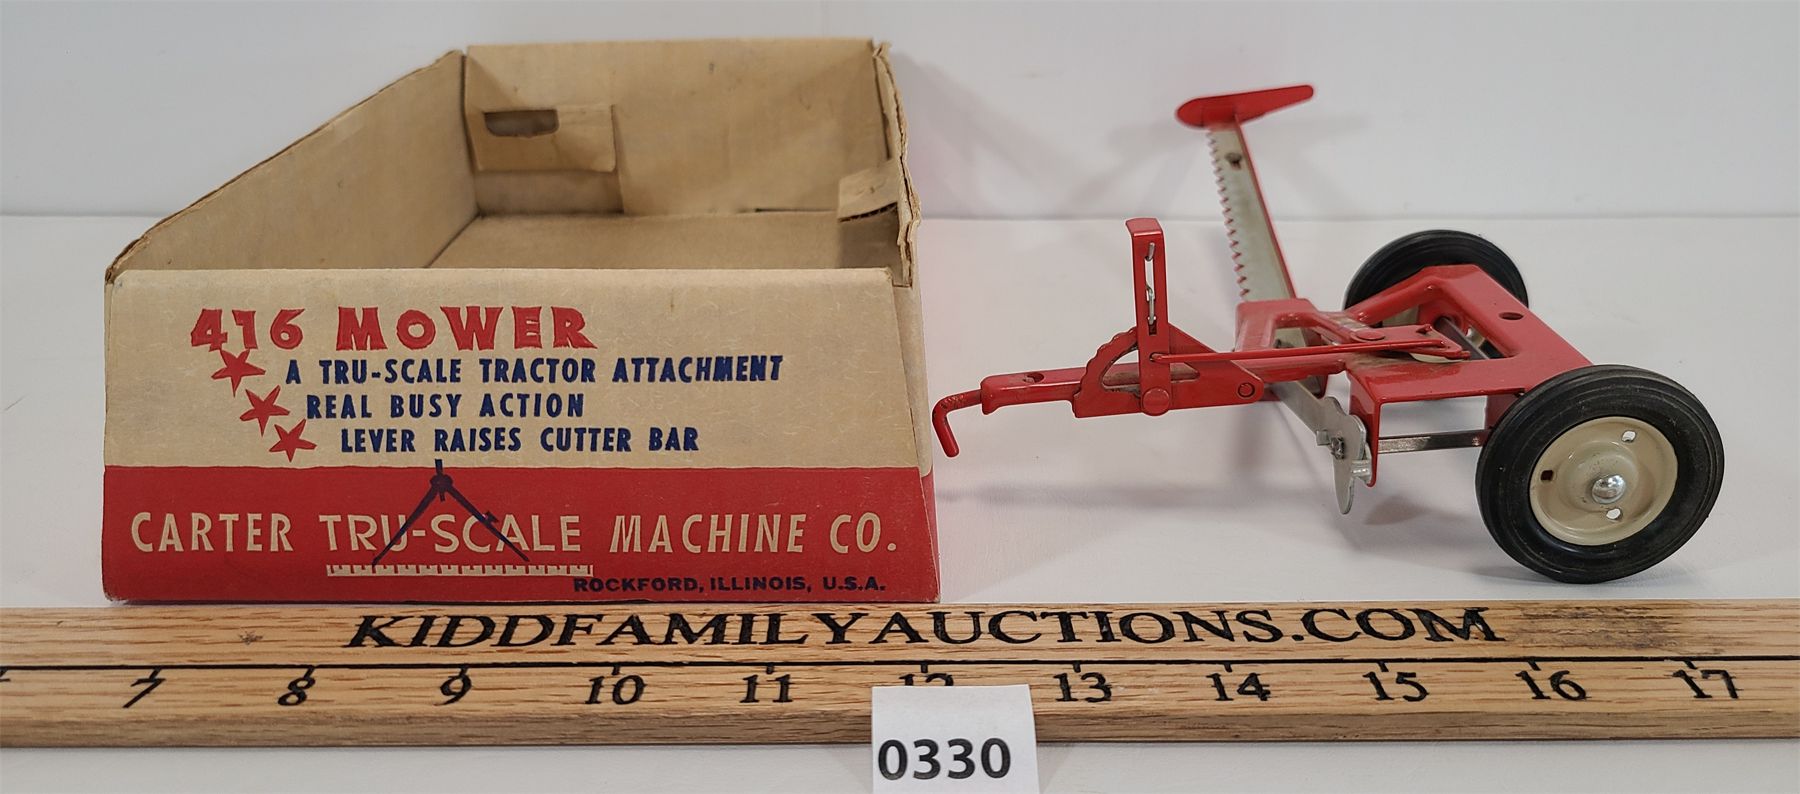 416 MOWER
A TRU-SCALE TRACTOR ATTACHMENT
REAL BUSY ACTION
LEVER RAISES CUTTER BAR
CARTER TRU-SCALE MACHINE CO.
ROCKFORD, ILLINOIS, U.S.A.
KIDDFAMILYAUCTIONS.COM
7 8 9 10 11 12 13 14 15 16 17
0330